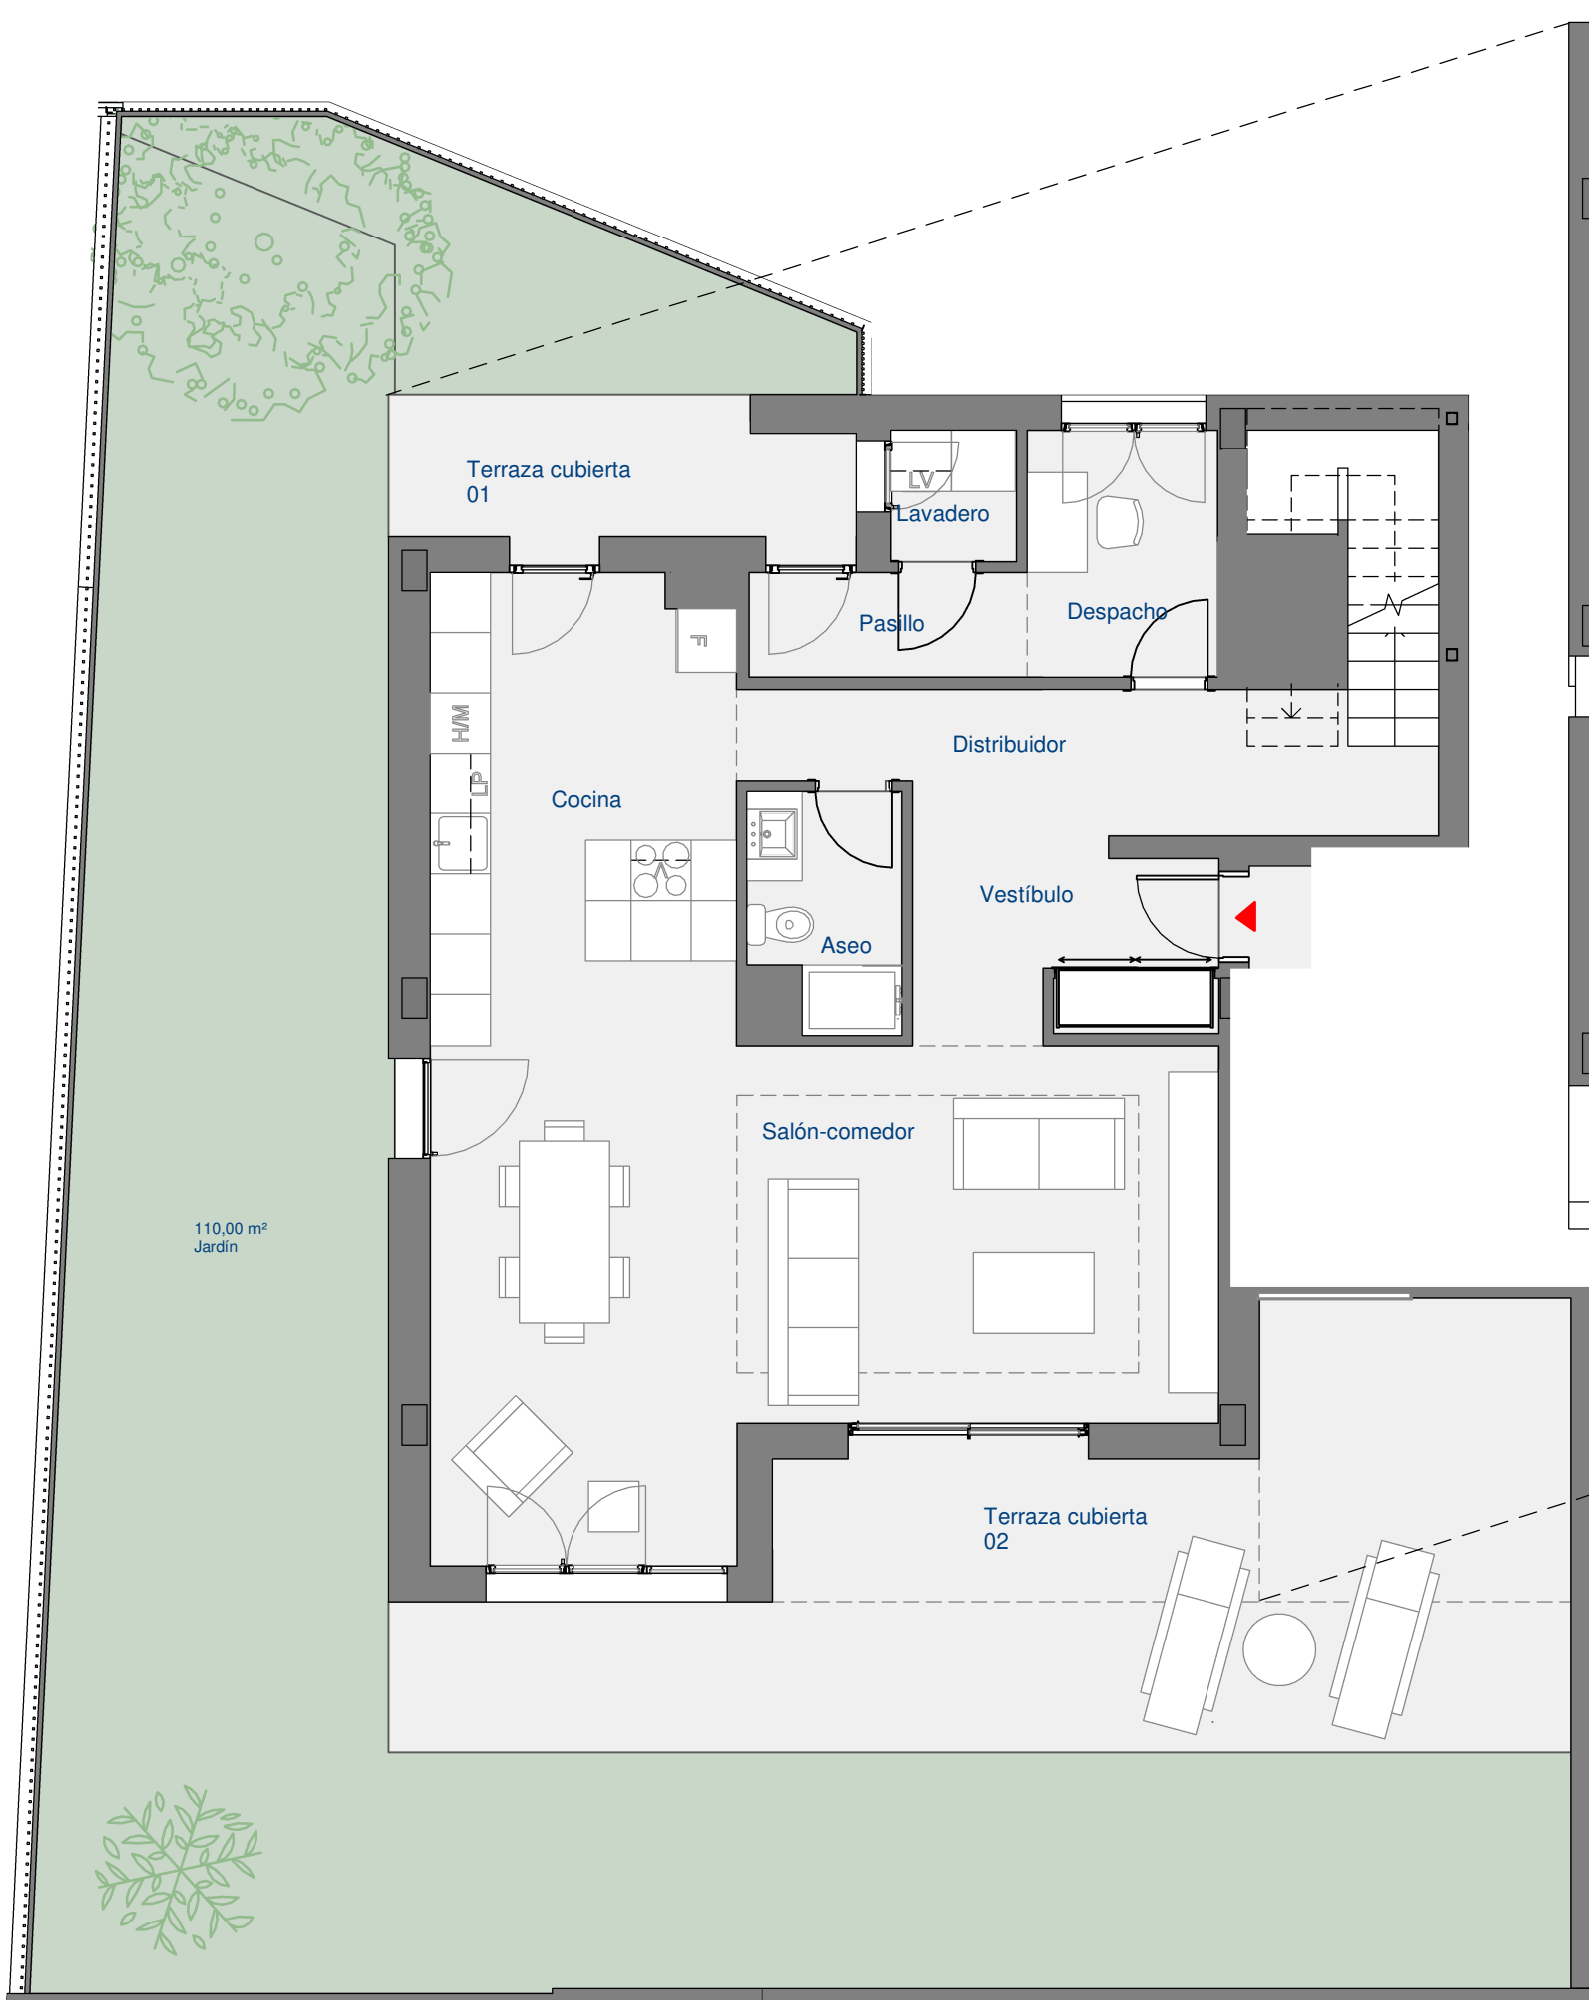 Terraza cubierta
01
LV
Lavadero
Pasillo
Despacho
F
H/M
LP
Distribuidor
Cocina
Vestíbulo
Aseo
Salón-comedor
110,00 m²
Jardín
Terraza cubierta
02